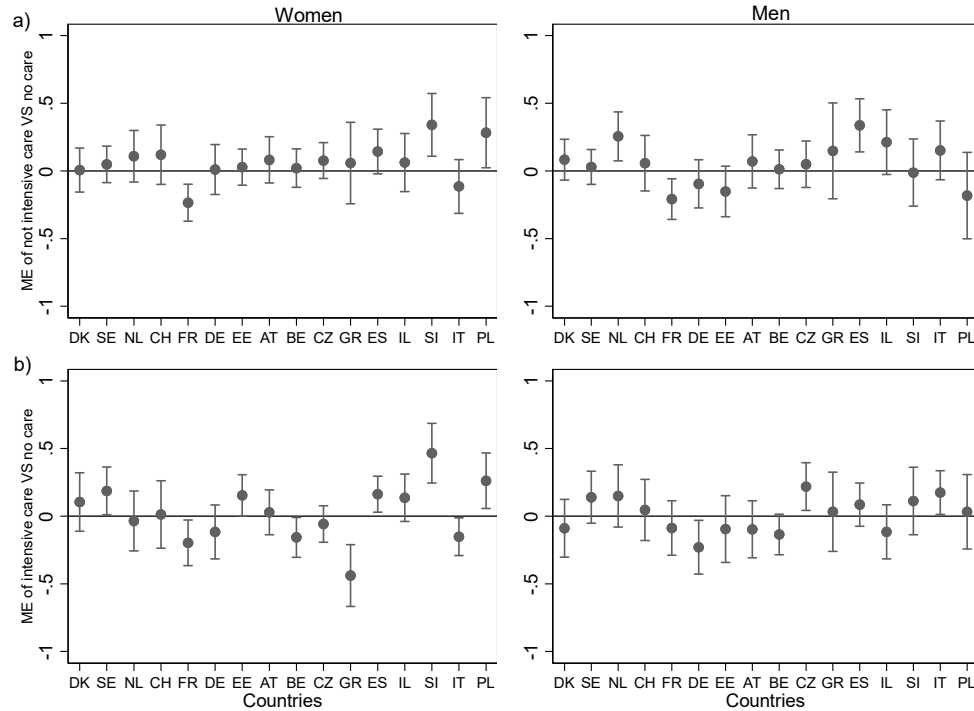 a)
Women
Men
ME of not intensive care VS no care
1
.5
0
-.5
-1
DK SE NL CH FR DE EE AT BE CZ GR ES IL SI IT PL
1
.5
0
-.5
-1
DK SE NL CH FR DE EE AT BE CZ GR ES IL SI IT PL
b)
ME of intensive care VS no care
1
.5
0
-.5
-1
DK SE NL CH FR DE EE AT BE CZ GR ES IL SI IT PL
Countries
1
.5
0
-.5
-1
DK SE NL CH FR DE EE AT BE CZ GR ES IL SI IT PL
Countries